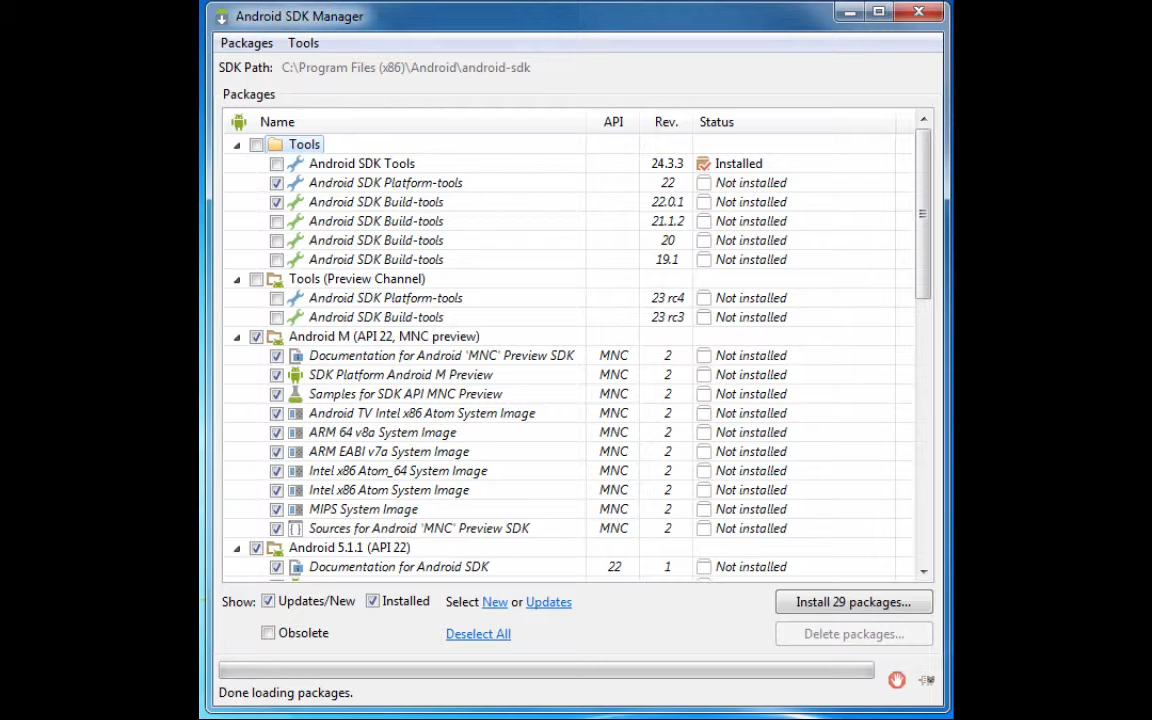 Android SDK Manager
Packages Tools
SDK Path: C:\Program Files (x86)\Android\android-sdk
Packages
Name API Rev. Status
Tools
Android SDK Tools 24.3.3 Installed
Android SDK Platform-tools 22 Not installed
Android SDK Build-tools 22.0.1 Not installed
Android SDK Build-tools 21.1.2 Not installed
Android SDK Build-tools 20 Not installed
Android SDK Build-tools 19.1 Not installed
Tools (Preview Channel)
Android SDK Platform-tools 23 rc4 Not installed
Android SDK Build-tools 23 rc3 Not installed
Android M (API 22, MNC preview)
Documentation for Android 'MNC' Preview SDK MNC 2 Not installed
SDK Platform Android M Preview MNC 2 Not installed
Samples for SDK API MNC Preview MNC 2 Not installed
Android TV Intel x86 Atom System Image MNC 2 Not installed
ARM 64 v8a System Image MNC 2 Not installed
ARM EABI v7a System Image MNC 2 Not installed
Intel x86 Atom_64 System Image MNC 2 Not installed
Intel x86 Atom System Image MNC 2 Not installed
MIPS System Image MNC 2 Not installed
Sources for Android 'MNC' Preview SDK MNC 2 Not installed
Android 5.1.1 (API 22)
Documentation for Android SDK 22 1 Not installed
Show: Updates/New Installed Select New or Updates Install 29 packages...
Obsolete Deselect All Delete packages...
Done loading packages.